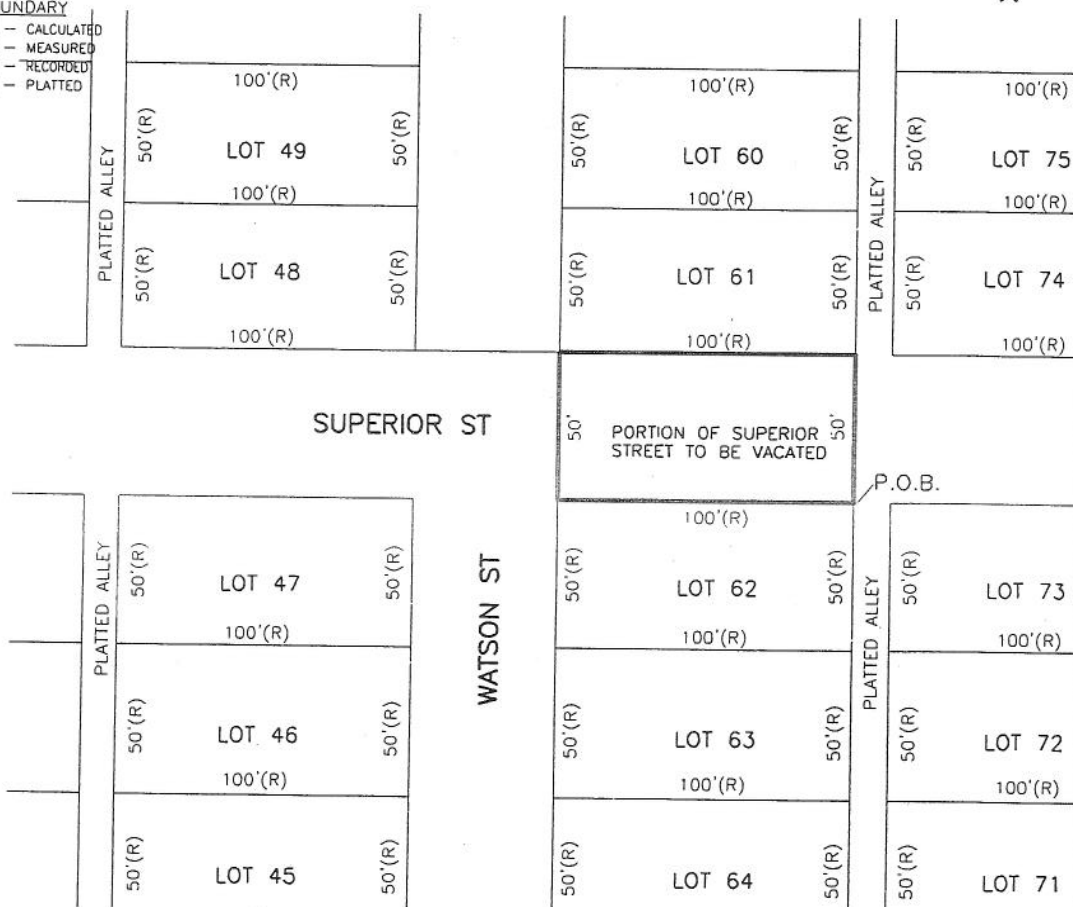 UNDARY
– CALCULATED
– MEASURED
– RECORDED
– PLATTED
100'(R)
100'(R)
100'(R)
50'(R)
LOT 49
50'(R)
50'(R)
LOT 60
50'(R)
50'(R)
LOT 75
100'(R)
100'(R)
100'(R)
PLATTED ALLEY
PLATTED ALLEY
50'(R)
LOT 48
50'(R)
50'(R)
LOT 61
50'(R)
50'(R)
LOT 74
100'(R)
100'(R)
100'(R)
SUPERIOR ST
50'
PORTION OF SUPERIOR
STREET TO BE VACATED
50'
P.O.B.
100'(R)
PLATTED ALLEY
50'(R)
LOT 47
50'(R)
WATSON ST
50'(R)
LOT 62
50'(R)
PLATTED ALLEY
50'(R)
LOT 73
100'(R)
100'(R)
100'(R)
50'(R)
LOT 46
50'(R)
50'(R)
LOT 63
50'(R)
50'(R)
LOT 72
100'(R)
100'(R)
100'(R)
50'(R)
LOT 45
50'(R)
50'(R)
LOT 64
50'(R)
50'(R)
LOT 71